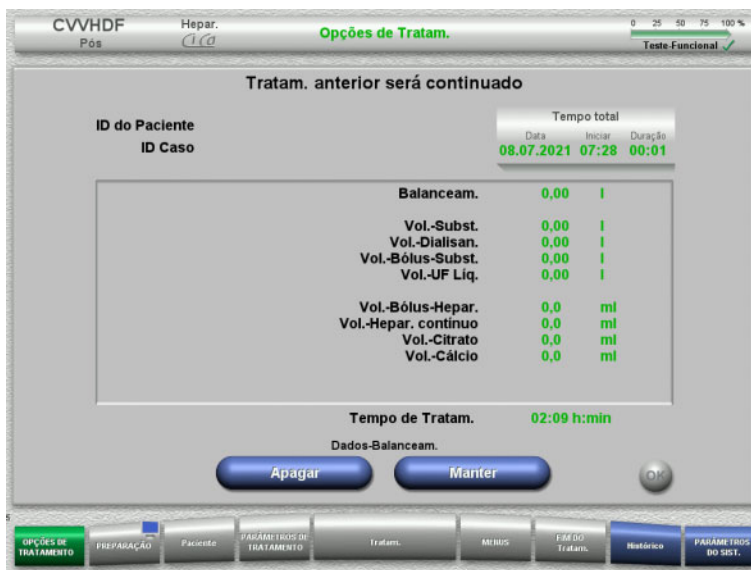 CVVHDF
Pós
Hepar.
CiCa
Opções de Tratam.
0 25 50 75 100 %
Teste-Funcional
Tratam. anterior será continuado
ID do Paciente
ID Caso
Tempo total
Data Iniciar Duração
08.07.2021 07:28 00:01
Balanceam. 0,00 l
Vol.-Subst. 0,00 l
Vol.-Dialisan. 0,00 l
Vol.-Bólus-Subst. 0,00 l
Vol.-UF Líq. 0,00 l
Vol.-Bólus-Hepar. 0,0 ml
Vol.-Hepar. contínuo 0,0 ml
Vol.-Citrato 0,0 ml
Vol.-Cálcio 0,0 ml
Tempo de Tratam. 02:09 h:min
Dados-Balanceam.
Apagar Manter OK
5
OPÇÕES DE
TRATAMENTO
PREPARAÇÃO
Paciente
PARÂMETROS DE
TRATAMENTO
Tratam.
MENUS
FIM DO
Tratam.
Histórico
PARÂMETROS
DO SIST.